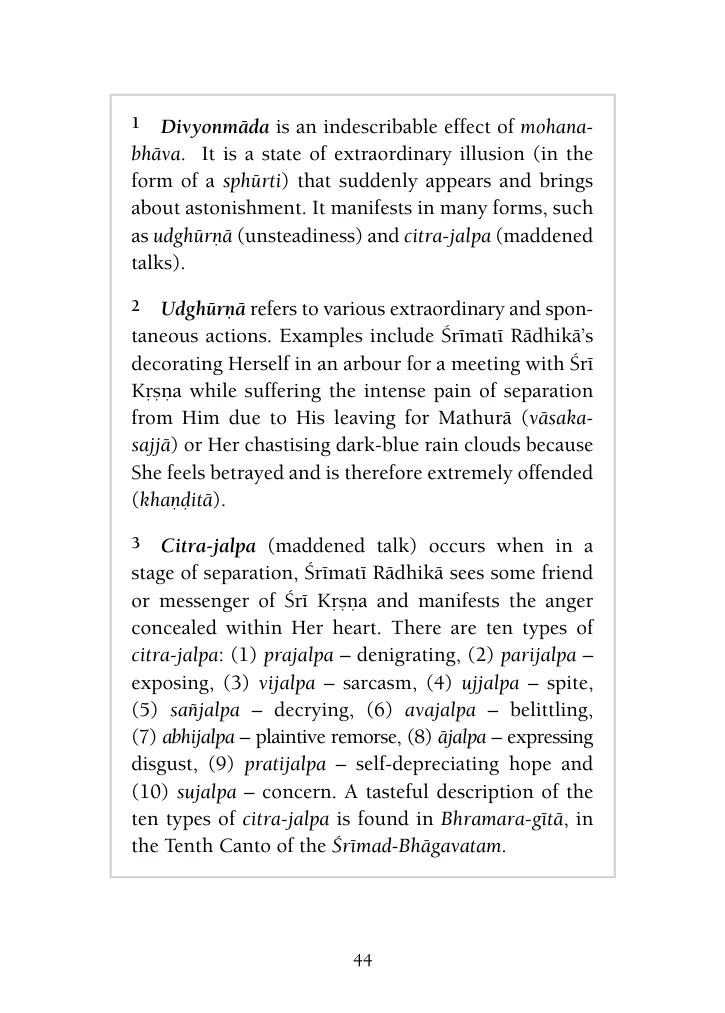 1 Divyonmāda is an indescribable effect of mohana-
bhāva. It is a state of extraordinary illusion (in the
form of a sphūrti) that suddenly appears and brings
about astonishment. It manifests in many forms, such
as udghūrṇā (unsteadiness) and citra-jalpa (maddened
talks).
2 Udghūrṇā refers to various extraordinary and spon-
taneous actions. Examples include Śrīmatī Rādhikā’s
decorating Herself in an arbour for a meeting with Śrī
Kṛṣṇa while suffering the intense pain of separation
from Him due to His leaving for Mathurā (vāsaka-
sajjā) or Her chastising dark-blue rain clouds because
She feels betrayed and is therefore extremely offended
(khaṇḍitā).
3 Citra-jalpa (maddened talk) occurs when in a
stage of separation, Śrīmatī Rādhikā sees some friend
or messenger of Śrī Kṛṣṇa and manifests the anger
concealed within Her heart. There are ten types of
citra-jalpa: (1) prajalpa – denigrating, (2) parijalpa –
exposing, (3) vijalpa – sarcasm, (4) ujjalpa – spite,
(5) sañjalpa – decrying, (6) avajalpa – belittling,
(7) abhijalpa – plaintive remorse, (8) ājalpa – expressing
disgust, (9) pratijalpa – self-depreciating hope and
(10) sujalpa – concern. A tasteful description of the
ten types of citra-jalpa is found in Bhramara-gītā, in
the Tenth Canto of the Śrīmad-Bhāgavatam.
44